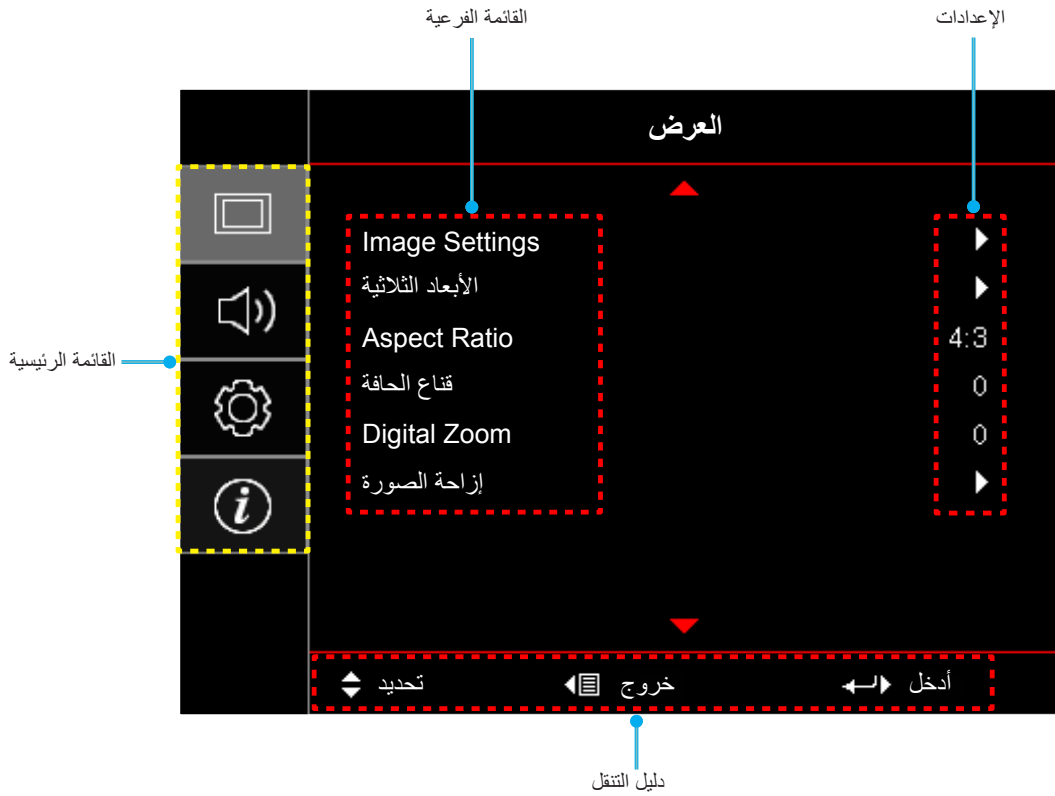 الإعدادات
القائمة الفرعية
العرض
Image Settings
الأبعاد الثلاثية
Aspect Ratio 4:3
قناع الحافة 0
Digital Zoom 0
إزاحة الصورة
القائمة الرئيسية
أدخل خروج تحديد
دليل التنقل